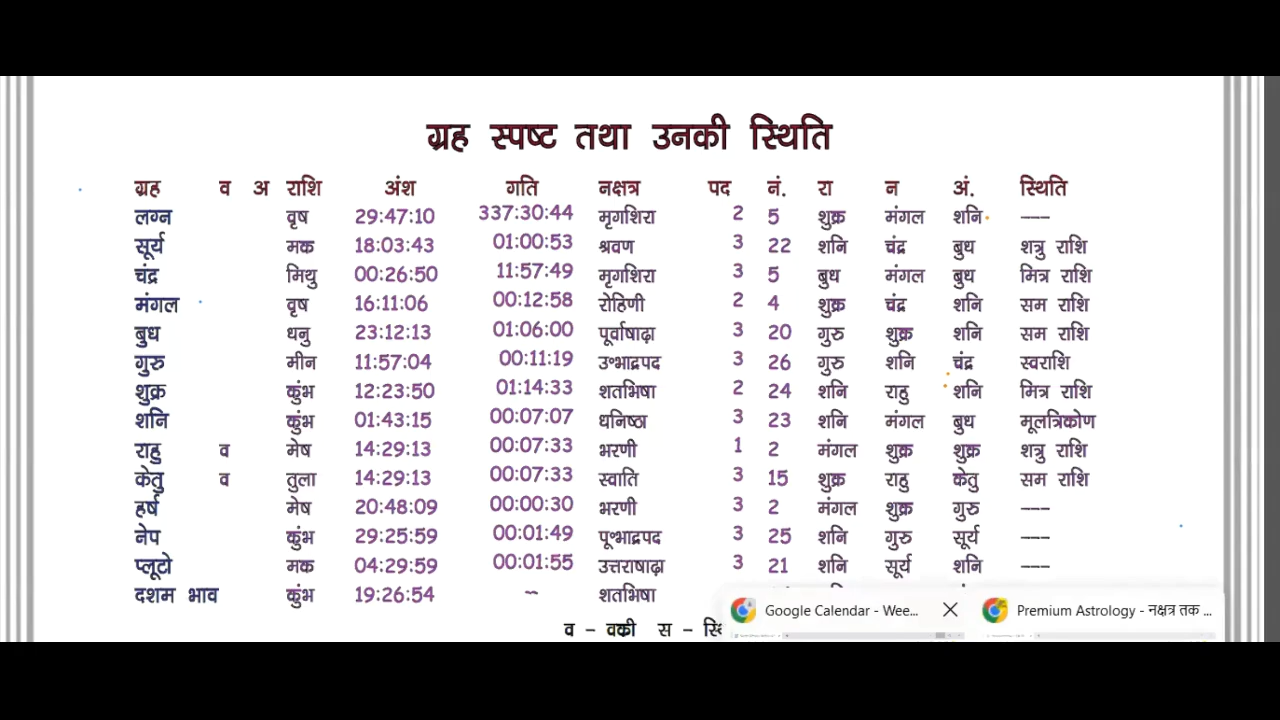 ग्रह स्पष्ट तथा उनकी स्थिति
ग्रह व अ राशि अंश गति नक्षत्र पद नं. रा न अं. स्थिति
लग्न वृष 29:47:10 337:30:44 मृगशिरा 2 5 शुक्र मंगल शनि ---
सूर्य मक 18:03:43 01:00:53 श्रवण 3 22 शनि चंद्र बुध शत्रु राशि
चंद्र मिथु 00:26:50 11:57:49 मृगशिरा 3 5 बुध मंगल बुध मित्र राशि
मंगल वृष 16:11:06 00:12:58 रोहिणी 2 4 शुक्र चंद्र शनि सम राशि
बुध धनु 23:12:13 01:06:00 पूर्वाषाढ़ा 3 20 गुरु शुक्र शनि सम राशि
गुरु मीन 11:57:04 00:11:19 उ॰भाद्रपद 3 26 गुरु शनि चंद्र स्वराशि
शुक्र कुंभ 12:23:50 01:14:33 शतभिषा 2 24 शनि राहु शनि मित्र राशि
शनि कुंभ 01:43:15 00:07:07 धनिष्ठा 3 23 शनि मंगल बुध मूलत्रिकोण
राहु व मेष 14:29:13 00:07:33 भरणी 1 2 मंगल शुक्र शुक्र शत्रु राशि
केतु व तुला 14:29:13 00:07:33 स्वाति 3 15 शुक्र राहु केतु सम राशि
हर्ष मेष 20:48:09 00:00:30 भरणी 3 2 मंगल शुक्र गुरु ---
नेप कुंभ 29:25:59 00:01:49 पू॰भाद्रपद 3 25 शनि गुरु सूर्य ---
प्लूटो मक 04:29:59 00:01:55 उत्तराषाढ़ा 3 21 शनि सूर्य शनि ---
दशम भाव कुंभ 19:26:54 -- शतभिषा
व - वक्री स -
Google Calendar - Wee... Premium Astrology - नक्षत्र तक ...